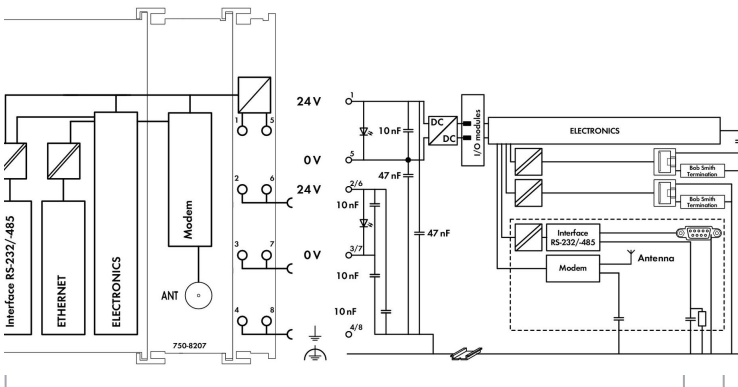 Interface RS-232/-485
ETHERNET
ELECTRONICS
Modem
ANT
750-8207
1
5
2
6
3
7
4
8
24 V
0 V
24 V
0 V
1
5
2/6
3/7
4/8
10 nF
47 nF
10 nF
47 nF
10 nF
10 nF
DC
DC
I/O modules
ELECTRONICS
Bob Smith
Termination
Bob Smith
Termination
Interface
RS-232/-485
Modem
Antenna